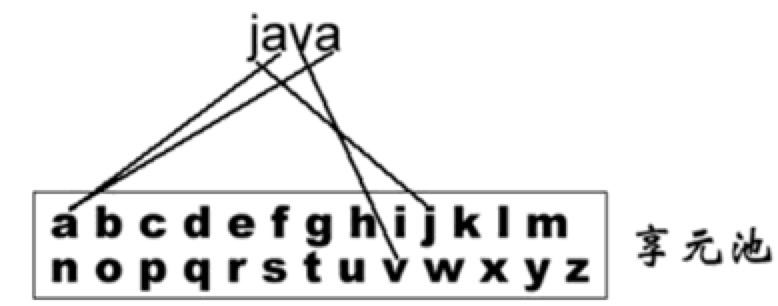 java
a b c d e f g h i j k l m
n o p q r s t u v w x y z
享元池